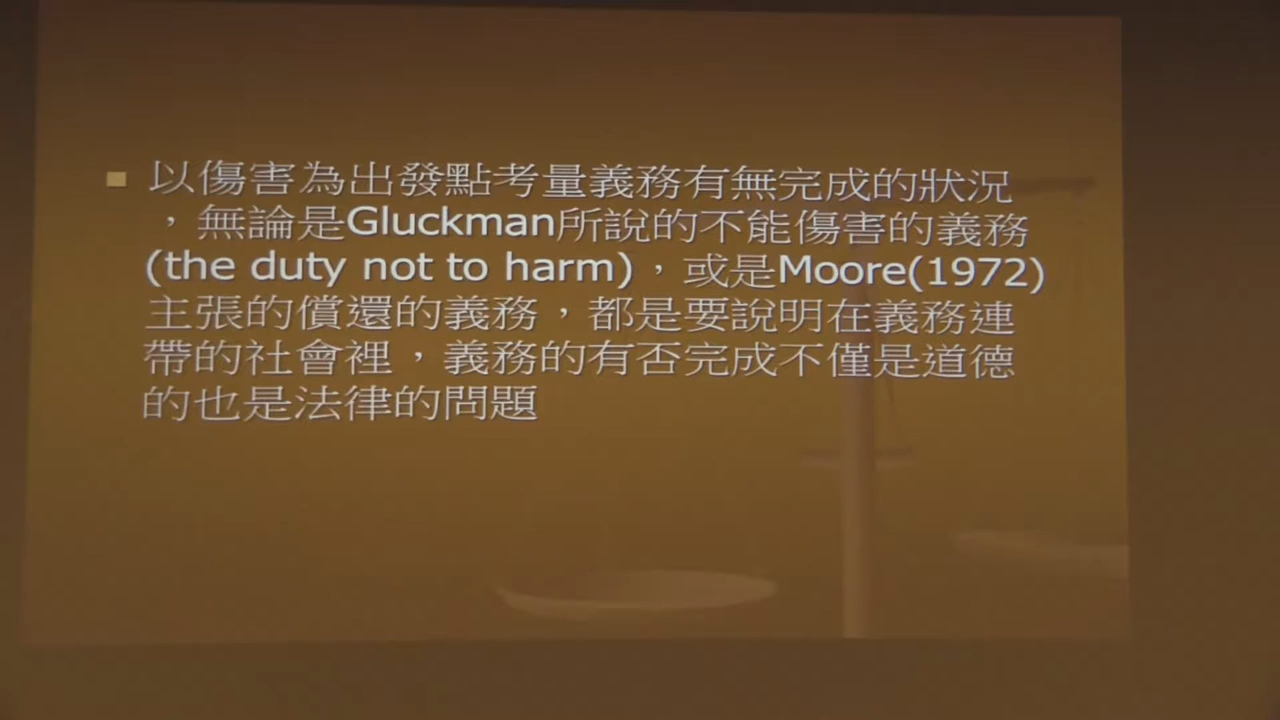 以傷害為出發點考量義務有無完成的狀況
，無論是Gluckman所說的不能傷害的義務
(the duty not to harm)，或是Moore(1972)
主張的償還的義務，都是要說明在義務連
帶的社會裡，義務的有否完成不僅是道德
的也是法律的問題